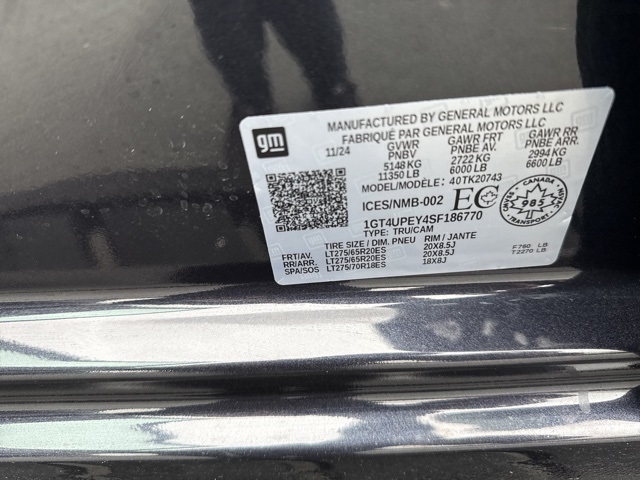 gm
MANUFACTURED BY GENERAL MOTORS LLC
FABRIQUÉ PAR GENERAL MOTORS LLC
11/24 GVWR PNBV 5148 KG 11350 LB
GAWR FRT PNBE AV. 2722 KG 6000 LB
GAWR RR PNBE ARR. 2994 KG 6600 LB
MODEL/MODÈLE: 40TK20743
ICES/NMB-002 EC
CANADA 985 TRANSPORT
1GT4UPEY4SF186770
TYPE: TRU/CAM
TIRE SIZE / DIM. PNEU RIM / JANTE
FRT/AV. LT275/65R20ES 20X8.5J
RR/ARR. LT275/65R20ES 20X8.5J
SPA/SOS LT275/70R18ES 18X8J
F780 LB
T2270 LB